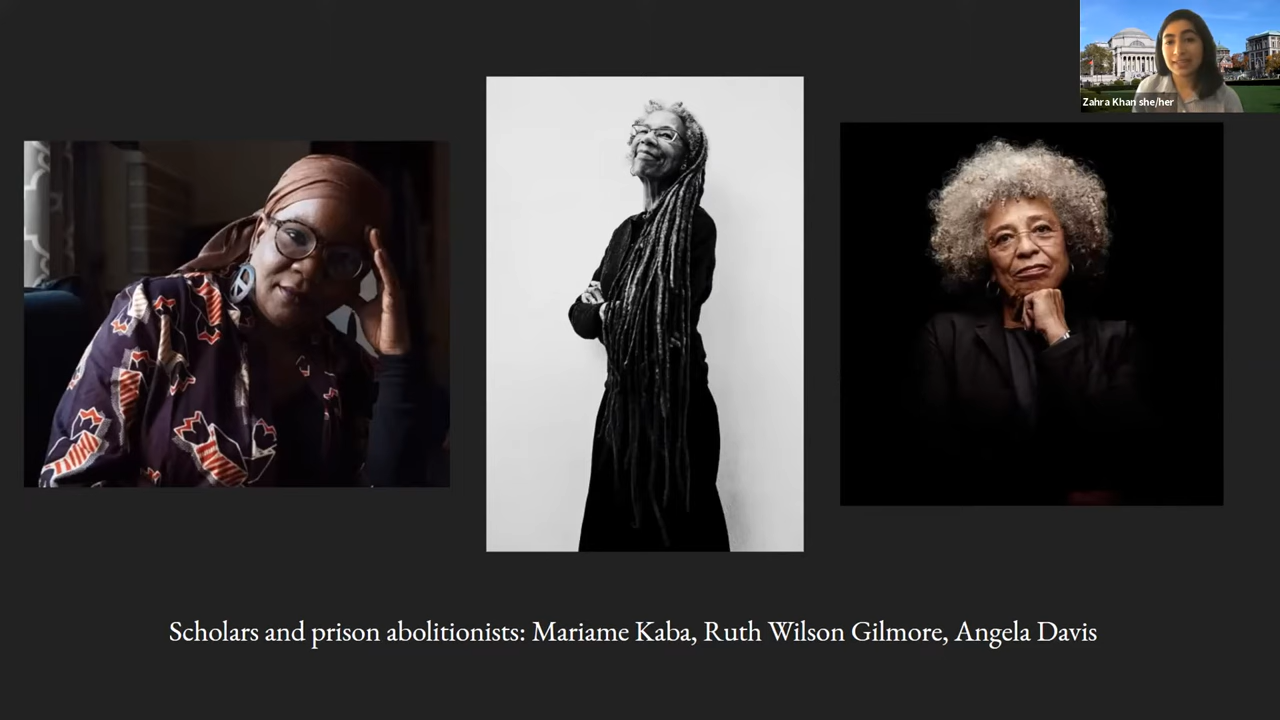 Zahra Khan she/her
Scholars and prison abolitionists: Mariame Kaba, Ruth Wilson Gilmore, Angela Davis